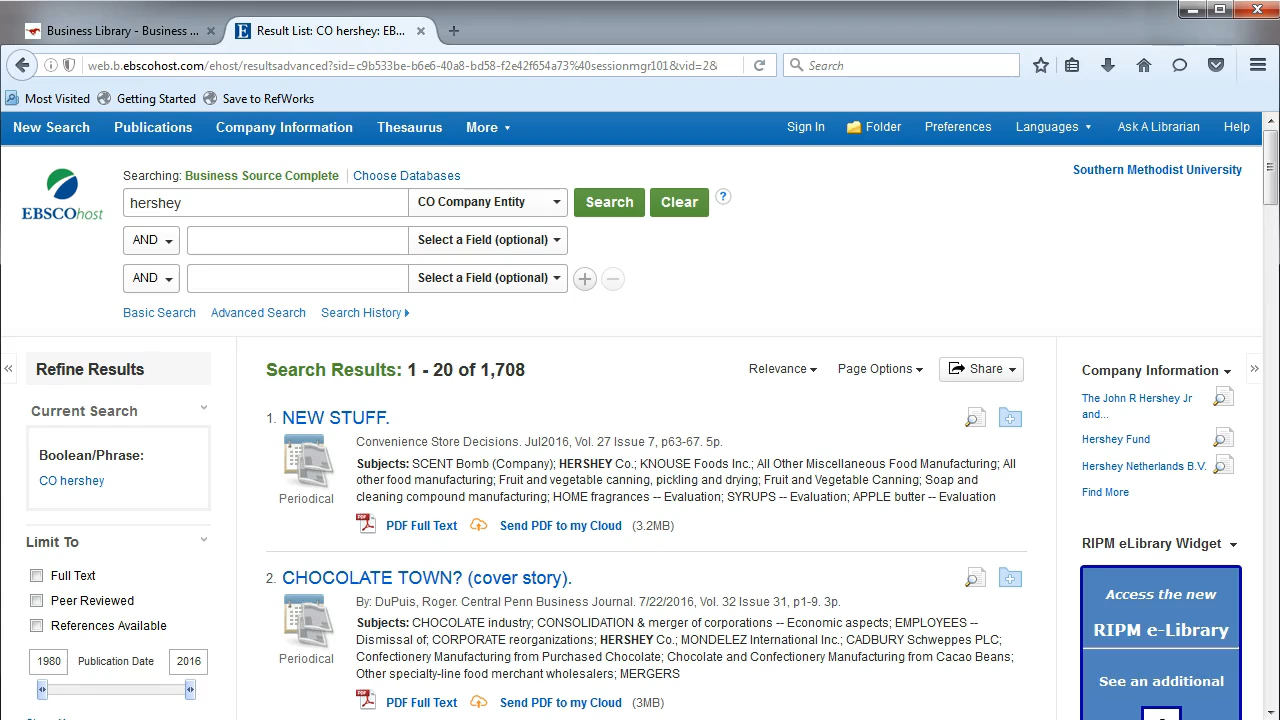 Business Library - Business ...
Result List: CO hershey: EB...
web.b.ebscohost.com/ehost/resultsadvanced?sid=c9b533be-b6e6-40a8-bd58-f2e42f654a73%40sessionmgr101&vid=2&
Search
Most Visited Getting Started Save to RefWorks
New Search Publications Company Information Thesaurus More Sign In Folder Preferences Languages Ask A Librarian Help
Searching: Business Source Complete Choose Databases
Southern Methodist University
EBSCOhost
hershey CO Company Entity Search Clear ?
AND Select a Field (optional)
AND Select a Field (optional)
Basic Search Advanced Search Search History
Refine Results
Current Search
Boolean/Phrase:
CO hershey
Limit To
Full Text
Peer Reviewed
References Available
1980 Publication Date 2016
Search Results: 1 - 20 of 1,708
Relevance Page Options Share
1. NEW STUFF.
Convenience Store Decisions. Jul2016, Vol. 27 Issue 7, p63-67. 5p.
Subjects: SCENT Bomb (Company); HERSHEY Co.; KNOUSE Foods Inc.; All Other Miscellaneous Food Manufacturing; All
other food manufacturing; Fruit and vegetable canning, pickling and drying; Fruit and Vegetable Canning; Soap and
cleaning compound manufacturing; HOME fragrances -- Evaluation; SYRUPS -- Evaluation; APPLE butter -- Evaluation
Periodical
PDF Full Text Send PDF to my Cloud (3.2MB)
2. CHOCOLATE TOWN? (cover story).
By: DuPuis, Roger. Central Penn Business Journal. 7/22/2016, Vol. 32 Issue 31, p1-9. 3p.
Subjects: CHOCOLATE industry; CONSOLIDATION & merger of corporations -- Economic aspects; EMPLOYEES --
Dismissal of; CORPORATE reorganizations; HERSHEY Co.; MONDELEZ International Inc.; CADBURY Schweppes PLC;
Confectionery Manufacturing from Purchased Chocolate; Chocolate and Confectionery Manufacturing from Cacao Beans;
Other specialty-line food merchant wholesalers; MERGERS
Periodical
PDF Full Text Send PDF to my Cloud (3MB)
Company Information
The John R Hershey Jr
and...
Hershey Fund
Hershey Netherlands B.V.
Find More
RIPM eLibrary Widget
Access the new
RIPM e-Library
See an additional